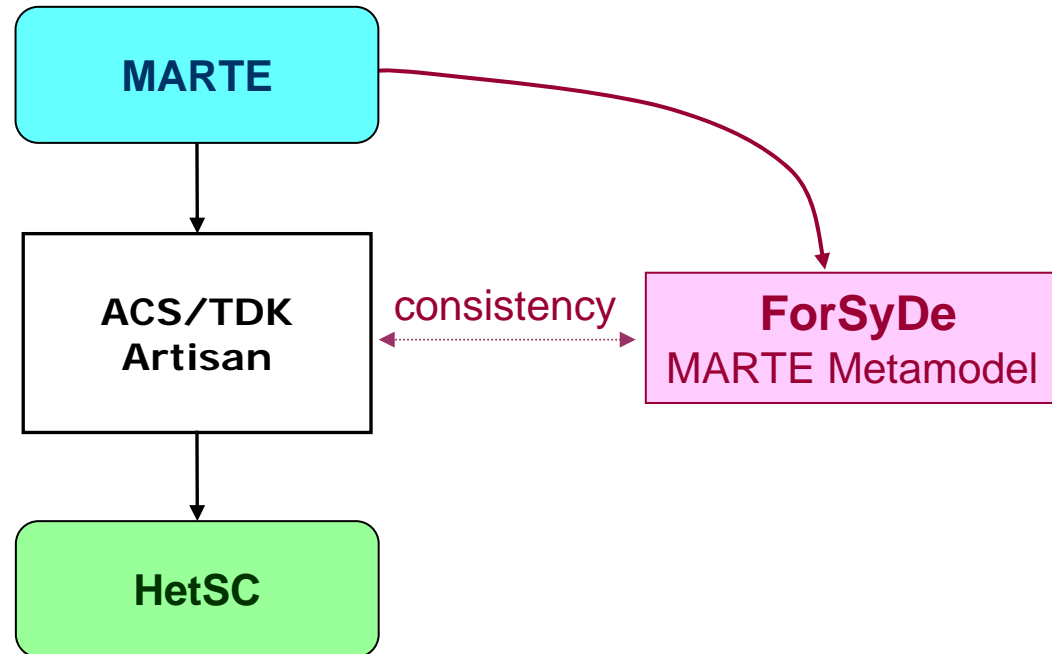 MARTE
ACS/TDK
Artisan
consistency
ForSyDe
MARTE Metamodel
HetSC